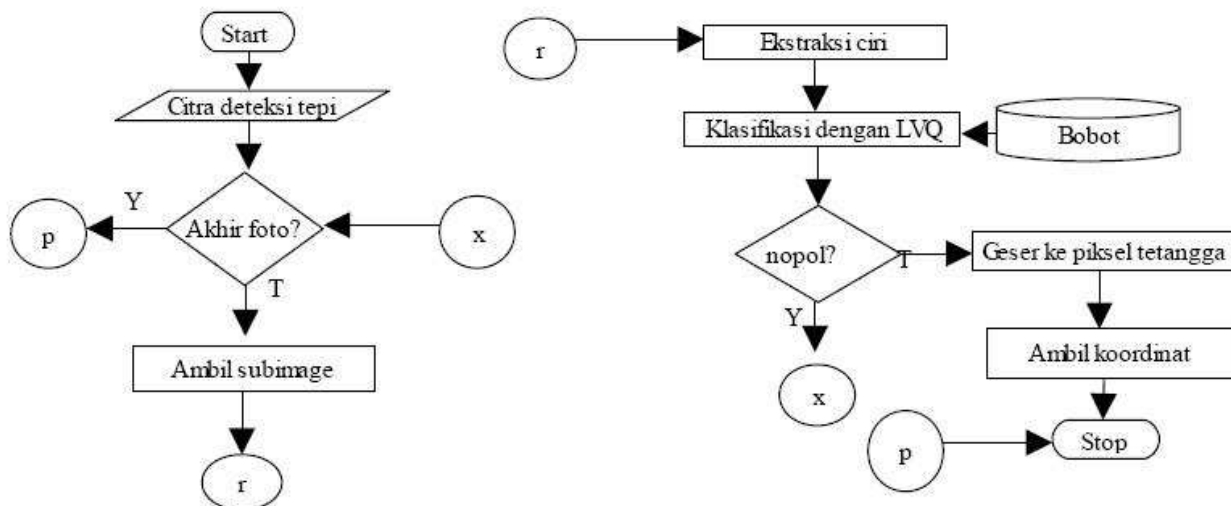 Start
Citra deteksi tepi
Y
Akhir foto?
p
x
T
Ambil subimage
r
r
Ekstraksi ciri
Klasifikasi dengan LVQ
Bobot
nopol?
T
Geser ke piksel tetangga
Y
Ambil koordinat
x
p
Stop